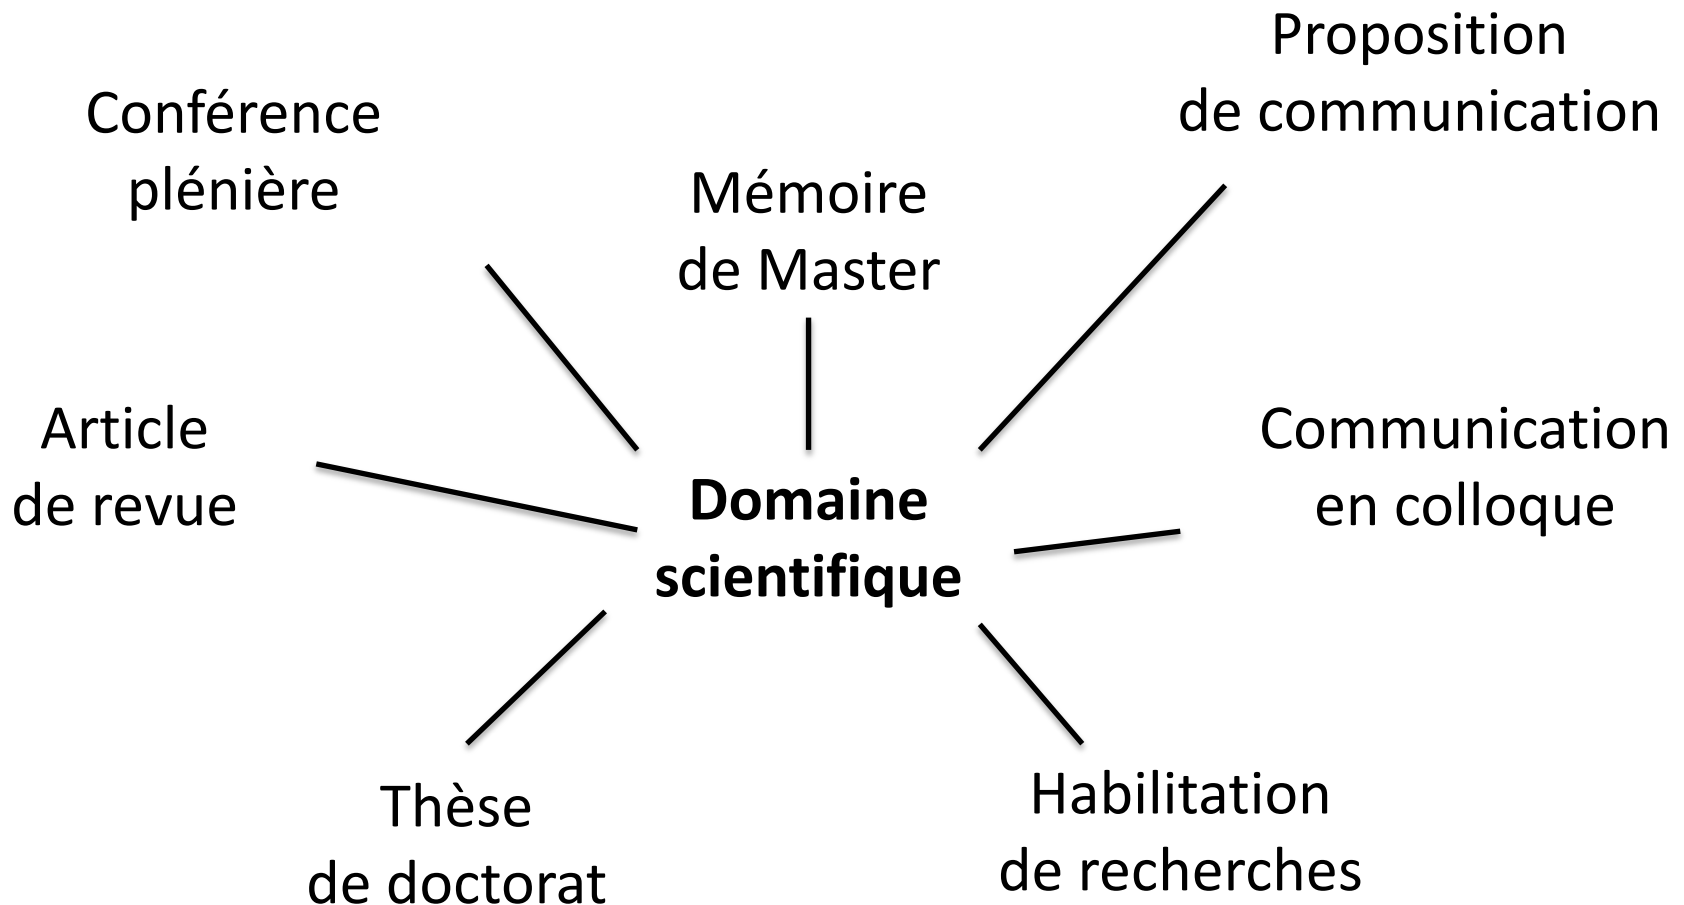 Proposition
de communication
Conférence
plénière
Mémoire
de Master
Article
de revue
Communication
en colloque
Domaine
scientifique
Thèse
de doctorat
Habilitation
de recherches